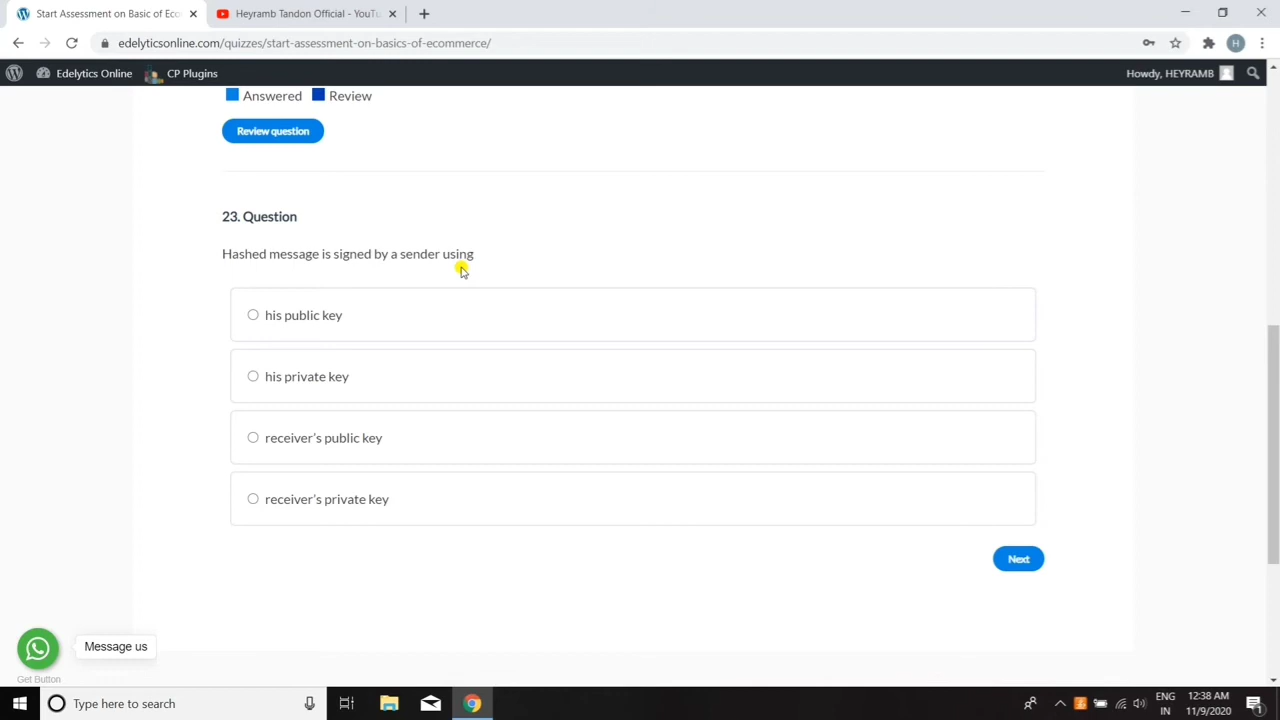 Start Assessment on Basic of Eco
Heyramb Tandon Official - YouTu
edelyticsonline.com/quizzes/start-assessment-on-basics-of-ecommerce/
H
Edelytics Online
CP Plugins
Howdy, HEYRAMB
Answered
Review
Review question
23. Question
Hashed message is signed by a sender using
his public key
his private key
receiver's public key
receiver's private key
Next
Message us
Get Button
Type here to search
ENG
IN
12:38 AM
11/9/2020
1